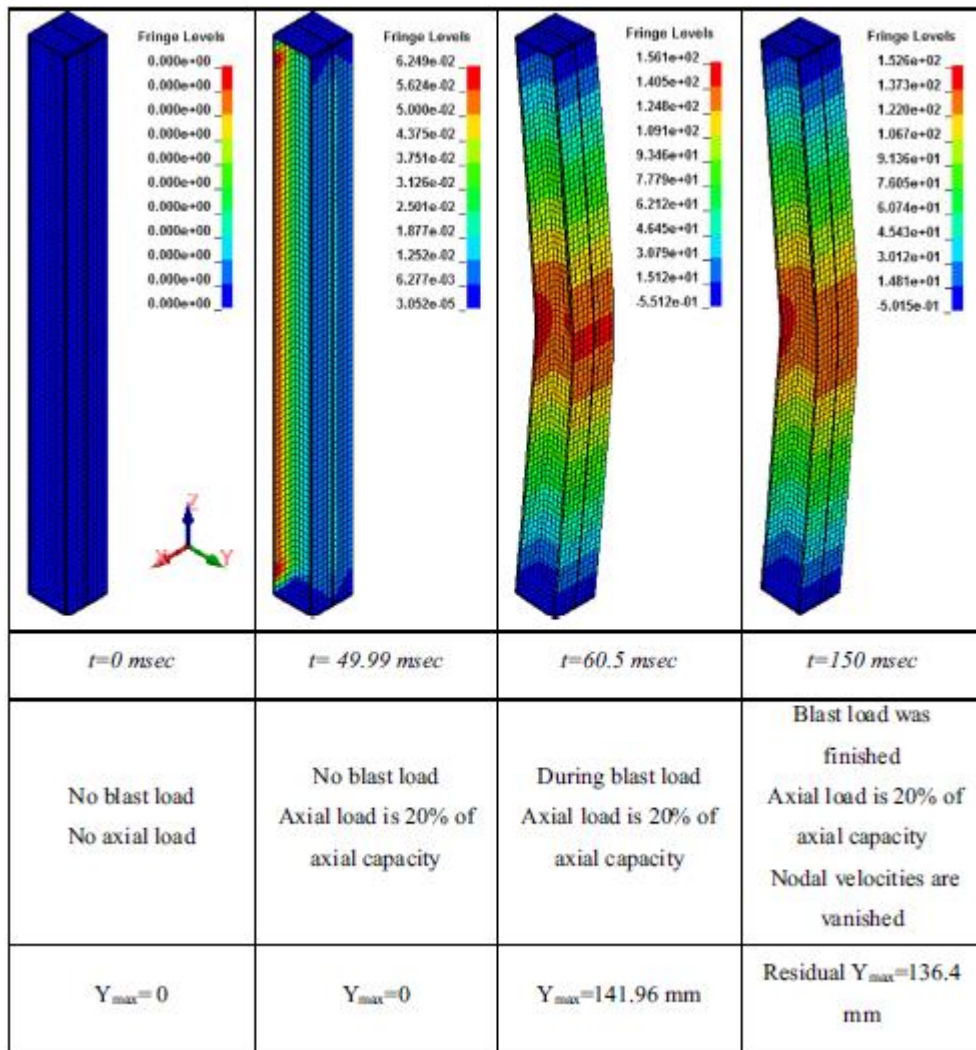 Fringe Levels
0.000e+00
0.000e+00
0.000e+00
0.000e+00
0.000e+00
0.000e+00
0.000e+00
0.000e+00
0.000e+00
0.000e+00
0.000e+00
Z
X
Y
Fringe Levels
6.249e-02
5.624e-02
5.000e-02
4.375e-02
3.751e-02
3.126e-02
2.501e-02
1.877e-02
1.252e-02
6.277e-03
3.052e-05
Fringe Levels
1.561e+02
1.405e+02
1.248e+02
1.091e+02
9.346e+01
7.779e+01
6.212e+01
4.645e+01
3.079e+01
1.512e+01
-5.512e-01
Fringe Levels
1.526e+02
1.373e+02
1.220e+02
1.067e+02
9.136e+01
7.605e+01
6.074e+01
4.543e+01
3.012e+01
1.481e+01
-5.015e-01
t=0 msec
t= 49.99 msec
t=60.5 msec
t=150 msec
No blast load
No axial load
No blast load
Axial load is 20% of
axial capacity
During blast load
Axial load is 20% of
axial capacity
Blast load was
finished
Axial load is 20% of
axial capacity
Nodal velocities are
vanished
Ymax= 0
Ymax=0
Ymax=141.96 mm
Residual Ymax=136.4
mm